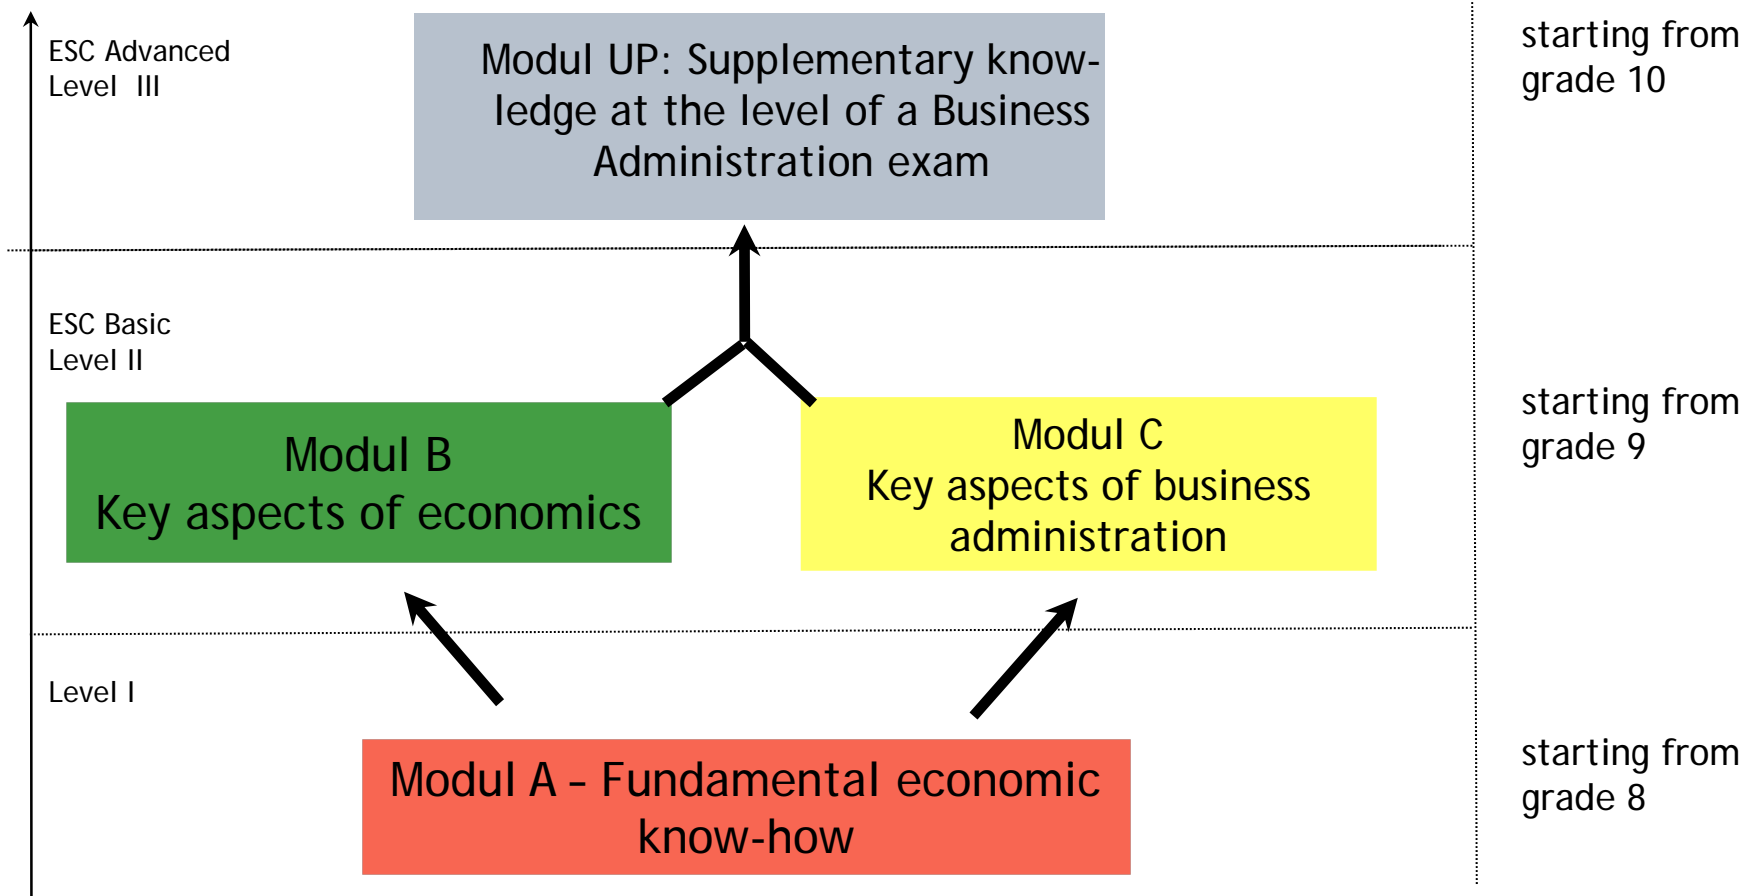 ESC Advanced
Level III
Modul UP: Supplementary know-
ledge at the level of a Business
Administration exam
starting from
grade 10
ESC Basic
Level II
Modul B
Key aspects of economics
Modul C
Key aspects of business
administration
starting from
grade 9
Level I
Modul A – Fundamental economic
know-how
starting from
grade 8